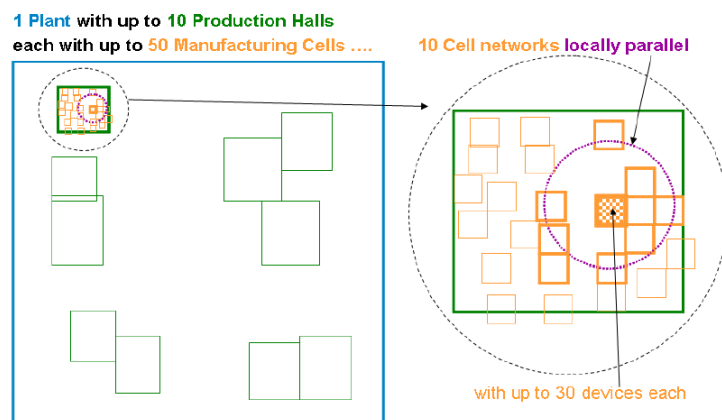 1 Plant with up to 10 Production Halls
each with up to 50 Manufacturing Cells ....
10 Cell networks locally parallel
with up to 30 devices each